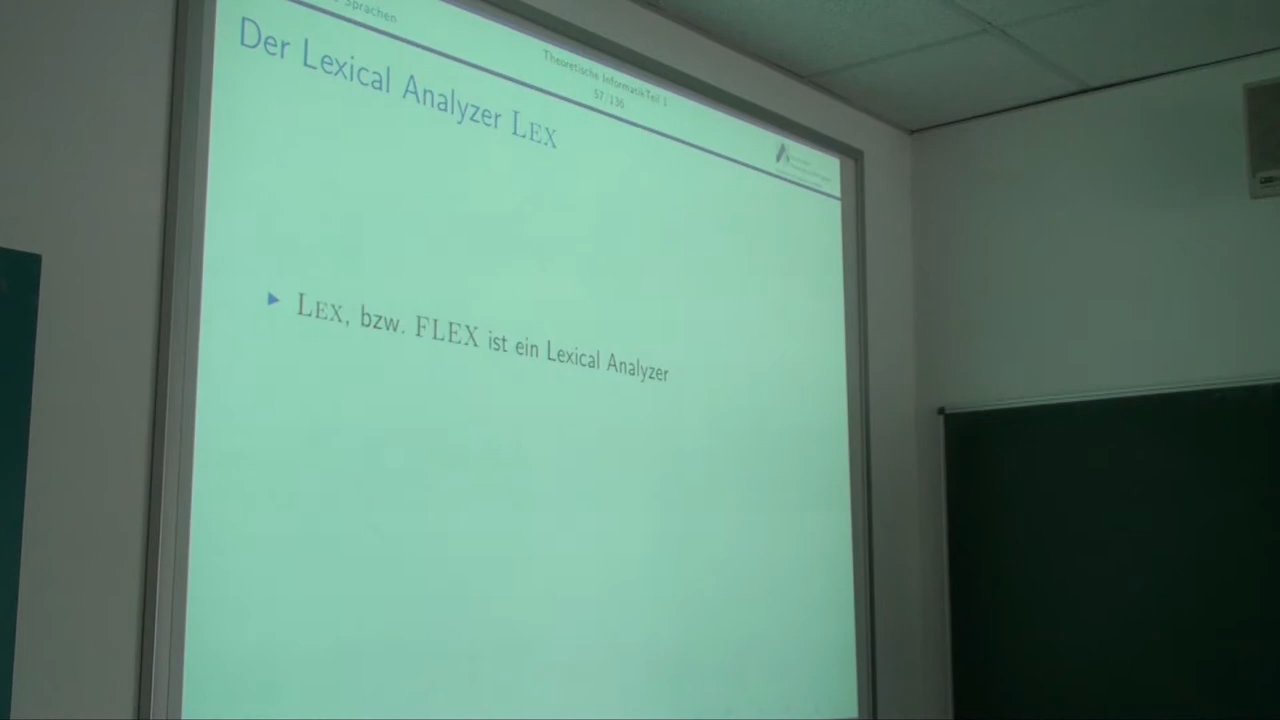 Sprachen
Theoretische Informatik Teil 1
57/136
Der Lexical Analyzer LEX
LEX, bzw. FLEX ist ein Lexical Analyzer